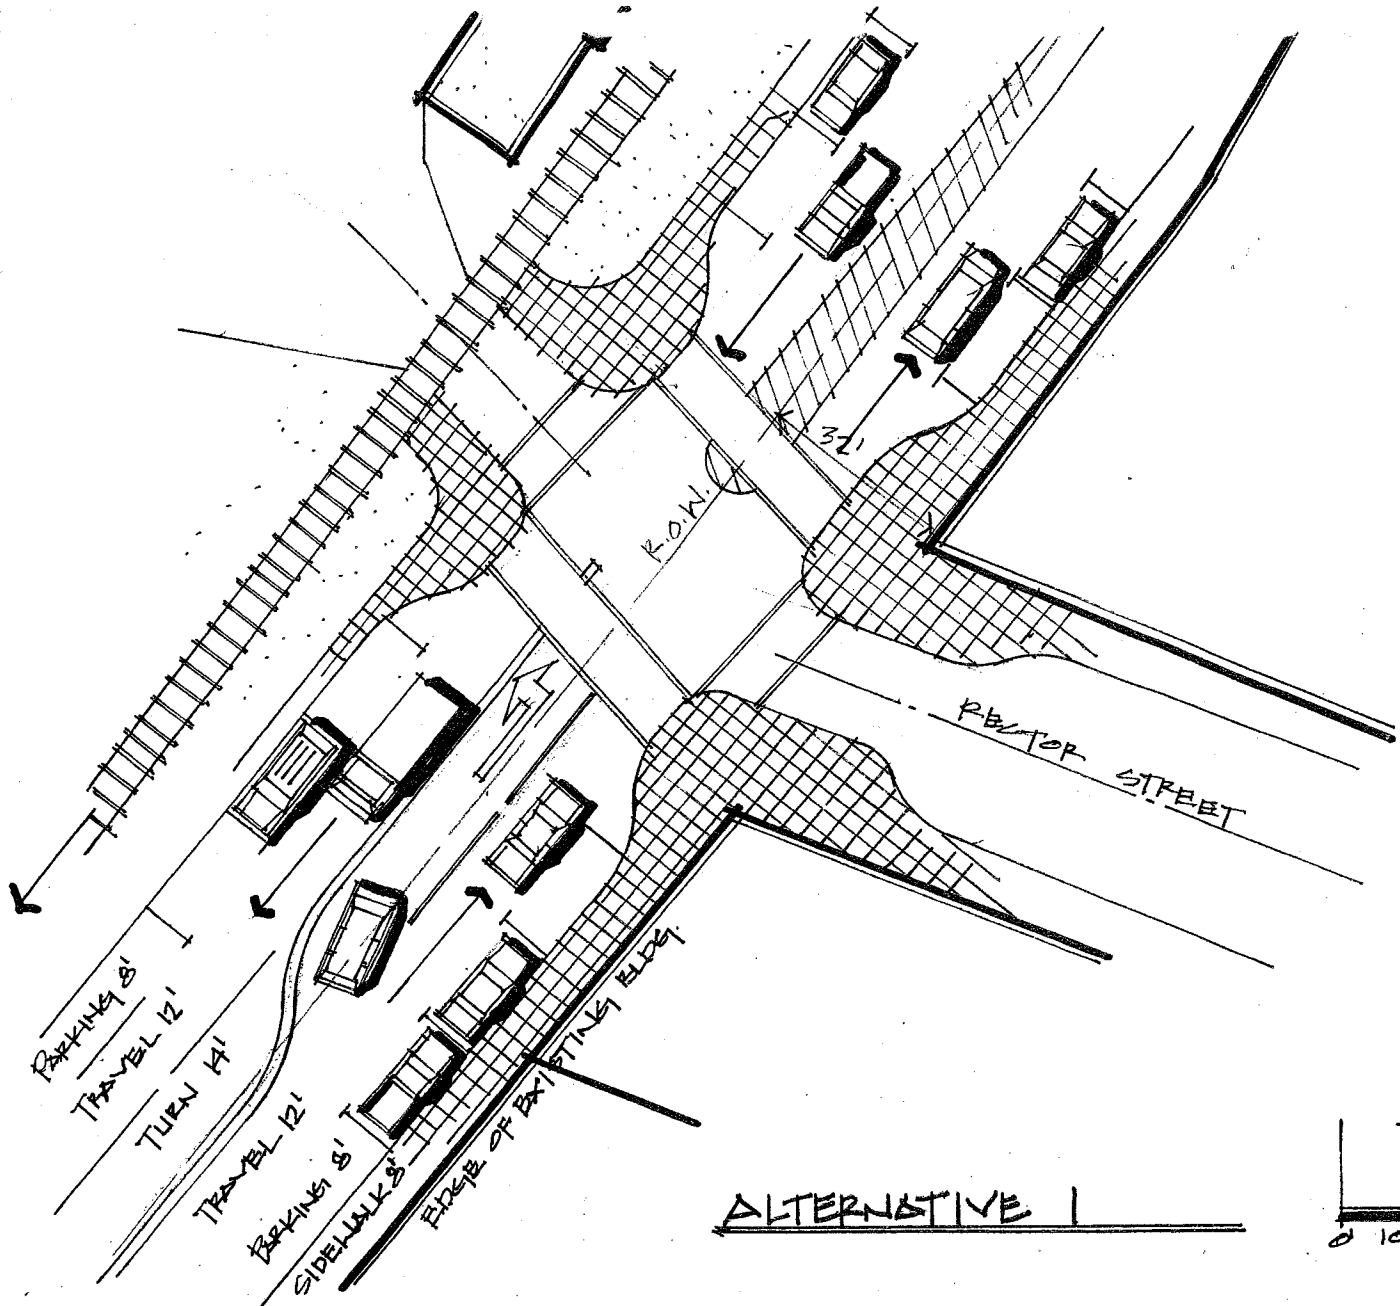 32'
R.O.W.
RECTOR STREET
PARKING 8'
TRAVEL 12'
TURN 14'
TRAVEL 12'
PARKING 8'
SIDEWALK 8'
EDGE OF EXISTING BLDG.
ALTERNATIVE 1
0' 10